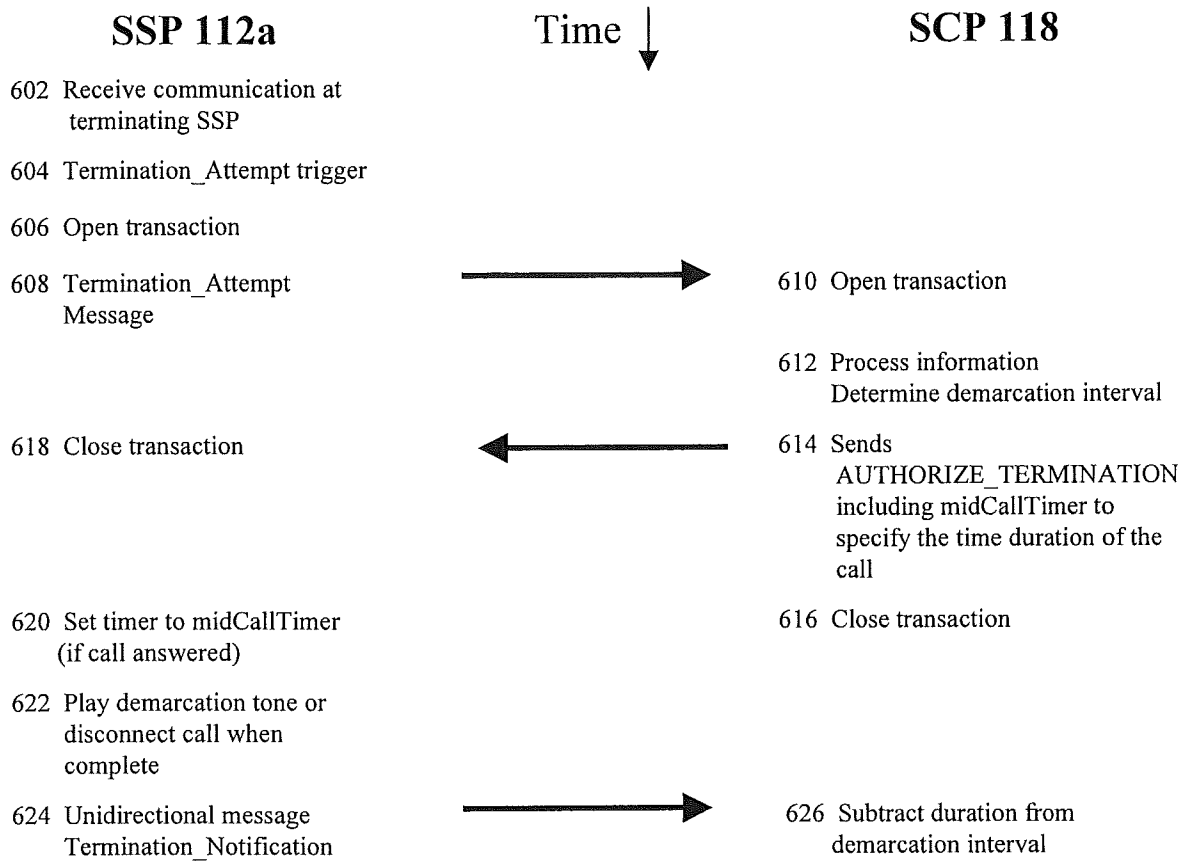 SSP 112a
Time
SCP 118
602 Receive communication at
terminating SSP
604 Termination_Attempt trigger
606 Open transaction
608 Termination_Attempt
Message
610 Open transaction
612 Process information
Determine demarcation interval
618 Close transaction
614 Sends
AUTHORIZE_TERMINATION
including midCallTimer to
specify the time duration of the
call
620 Set timer to midCallTimer
(if call answered)
616 Close transaction
622 Play demarcation tone or
disconnect call when
complete
624 Unidirectional message
Termination_Notification
626 Subtract duration from
demarcation interval